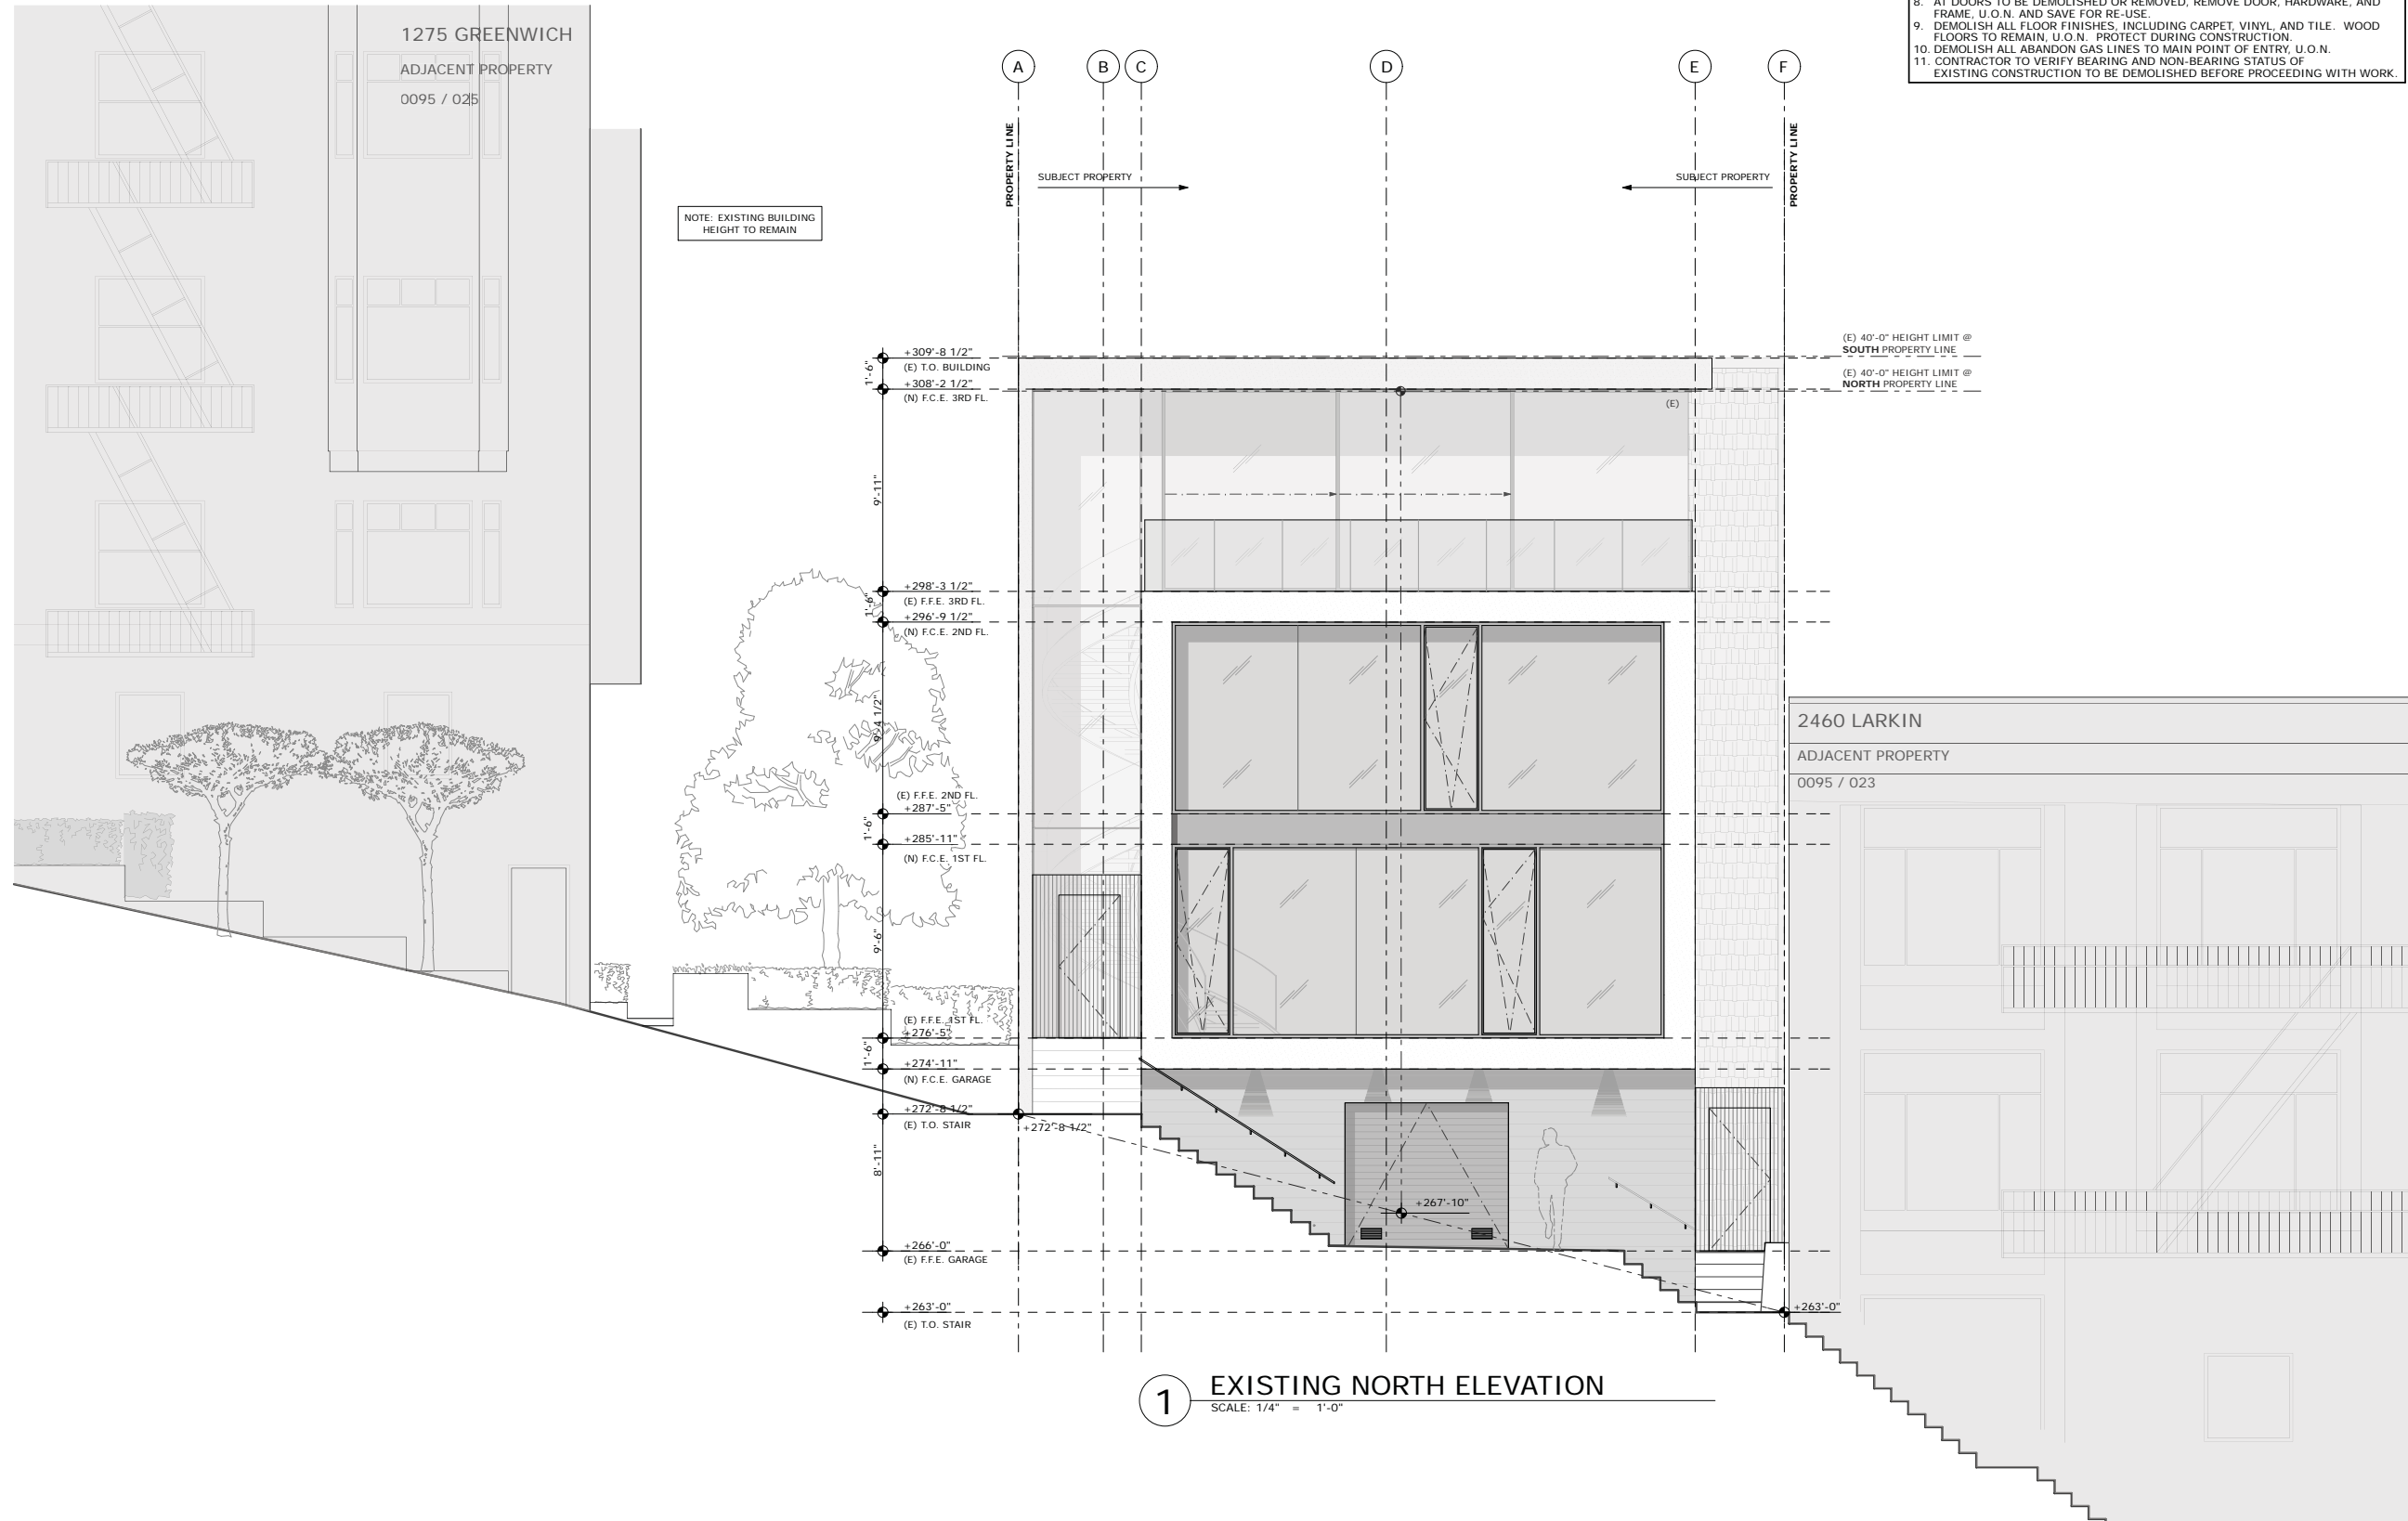 8. AT DOORS TO BE DEMOLISHED OR REMOVED, REMOVE DOOR, HARDWARE, AND
FRAME, U.O.N. AND SAVE FOR RE-USE.
9. DEMOLISH ALL FLOOR FINISHES, INCLUDING CARPET, VINYL, AND TILE. WOOD
FLOORS TO REMAIN, U.O.N. PROTECT DURING CONSTRUCTION.
10. DEMOLISH ALL ABANDON GAS LINES TO MAIN POINT OF ENTRY, U.O.N.
11. CONTRACTOR TO VERIFY BEARING AND NON-BEARING STATUS OF
EXISTING CONSTRUCTION TO BE DEMOLISHED BEFORE PROCEEDING WITH WORK.
1275 GREENWICH
ADJACENT PROPERTY
0095 / 025
A
B
C
D
E
F
PROPERTY LINE
PROPERTY LINE
SUBJECT PROPERTY
SUBJECT PROPERTY
NOTE: EXISTING BUILDING
HEIGHT TO REMAIN
(E) 40'-0" HEIGHT LIMIT @
SOUTH PROPERTY LINE
(E) 40'-0" HEIGHT LIMIT @
NORTH PROPERTY LINE
+309'-8 1/2"
(E) T.O. BUILDING
1'-6"
+308'-2 1/2"
(N) F.C.E. 3RD FL.
(E)
9'-11"
+298'-3 1/2"
(E) F.F.E. 3RD FL.
1'-6"
+296'-9 1/2"
(N) F.C.E. 2ND FL.
9'-4 1/2"
(E) F.F.E. 2ND FL.
+287'-5"
1'-6"
+285'-11"
(N) F.C.E. 1ST FL.
9'-6"
(E) F.F.E. 1ST FL.
+276'-5"
1'-6"
+274'-11"
(N) F.C.E. GARAGE
+272'-8 1/2"
(E) T.O. STAIR
+272'-8 1/2"
8'-11"
+267'-10"
+266'-0"
(E) F.F.E. GARAGE
+263'-0"
(E) T.O. STAIR
+263'-0"
2460 LARKIN
ADJACENT PROPERTY
0095 / 023
1
EXISTING NORTH ELEVATION
SCALE: 1/4" = 1'-0"